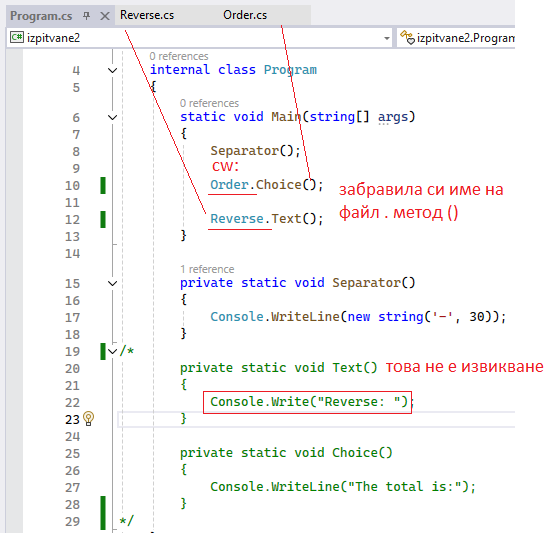 Program.cs Reverse.cs Order.cs
C# izpitvane2 izpitvane2.Program
0 references
4 internal class Program
5 {
0 references
6 static void Main(string[] args)
7 {
8 Separator();
9 cw:
10 Order.Choice(); забравила си име на
11 файл . метод ()
12 Reverse.Text();
13 }
14
1 reference
15 private static void Separator()
16 {
17 Console.WriteLine(new string('-', 30));
18 }
19 /*
20 private static void Text() това не е извикване
21 {
22 Console.Write("Reverse: ");
23 }
24
25 private static void Choice()
26 {
27 Console.WriteLine("The total is:");
28 }
29 */